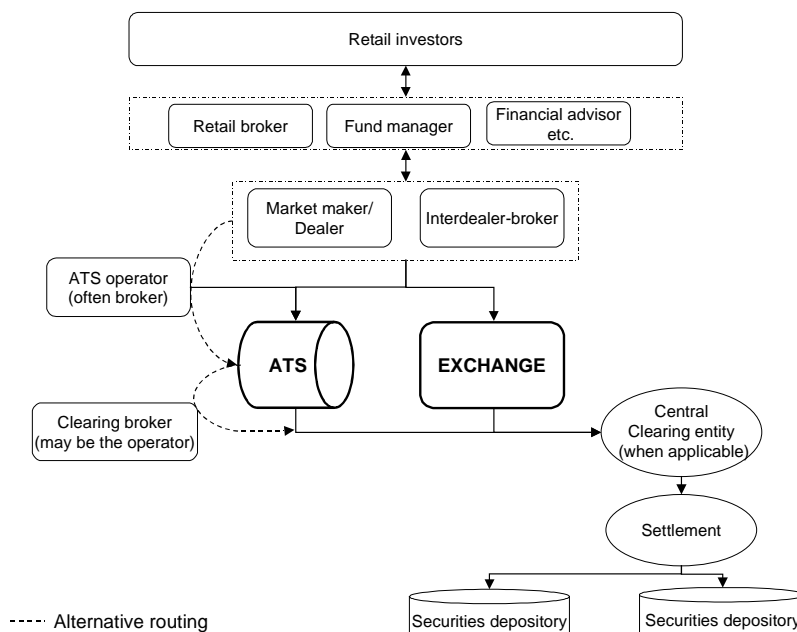 Retail investors
Retail broker
Fund manager
Financial advisor
etc.
Market maker/
Dealer
Interdealer-broker
ATS operator
(often broker)
ATS
EXCHANGE
Clearing broker
(may be the operator)
Central
Clearing entity
(when applicable)
Settlement
Securities depository
Securities depository
Alternative routing